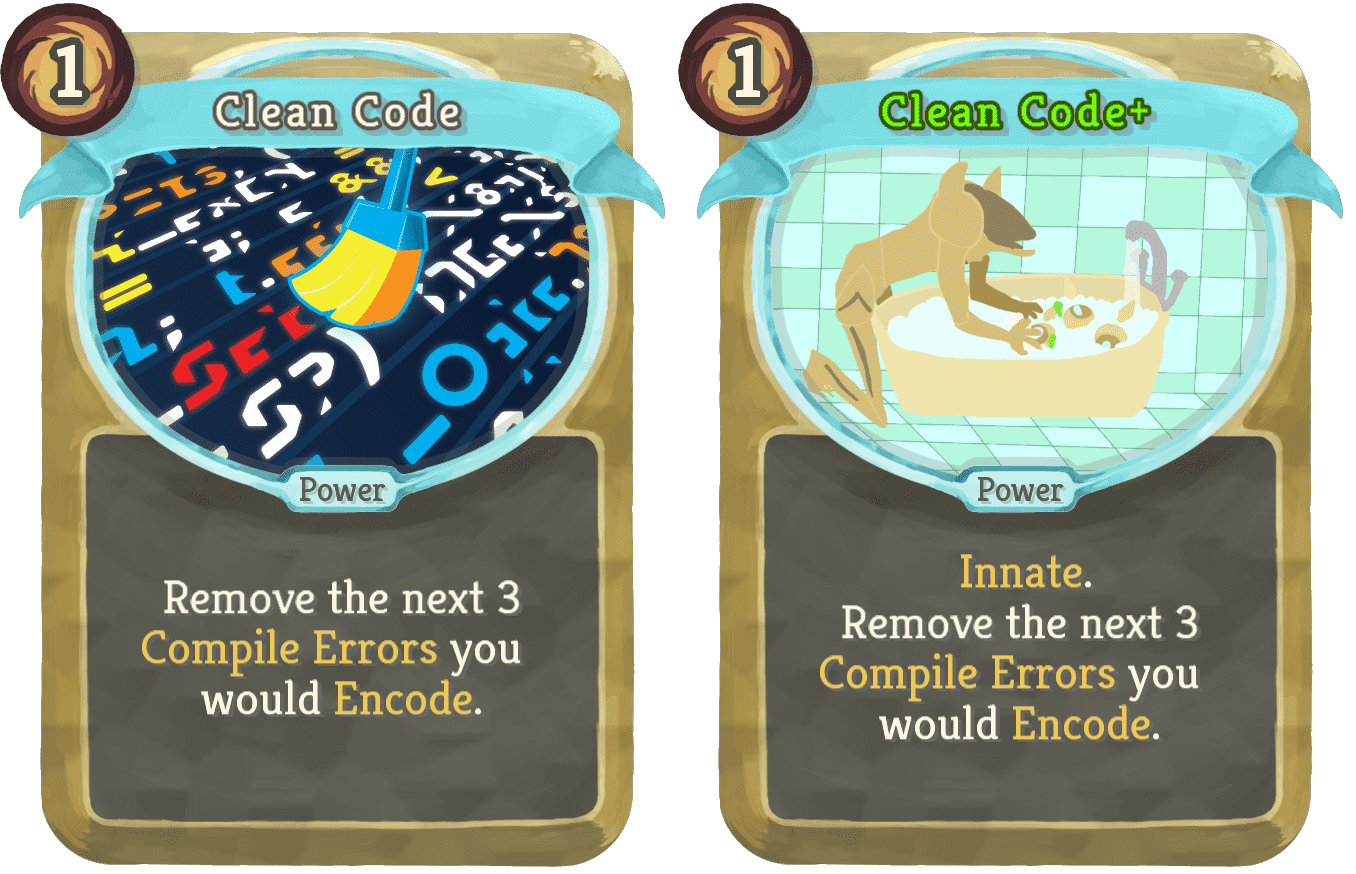 1
Clean Code
Power
Remove the next 3
Compile Errors you
would Encode.
1
Clean Code+
Power
Innate.
Remove the next 3
Compile Errors you
would Encode.